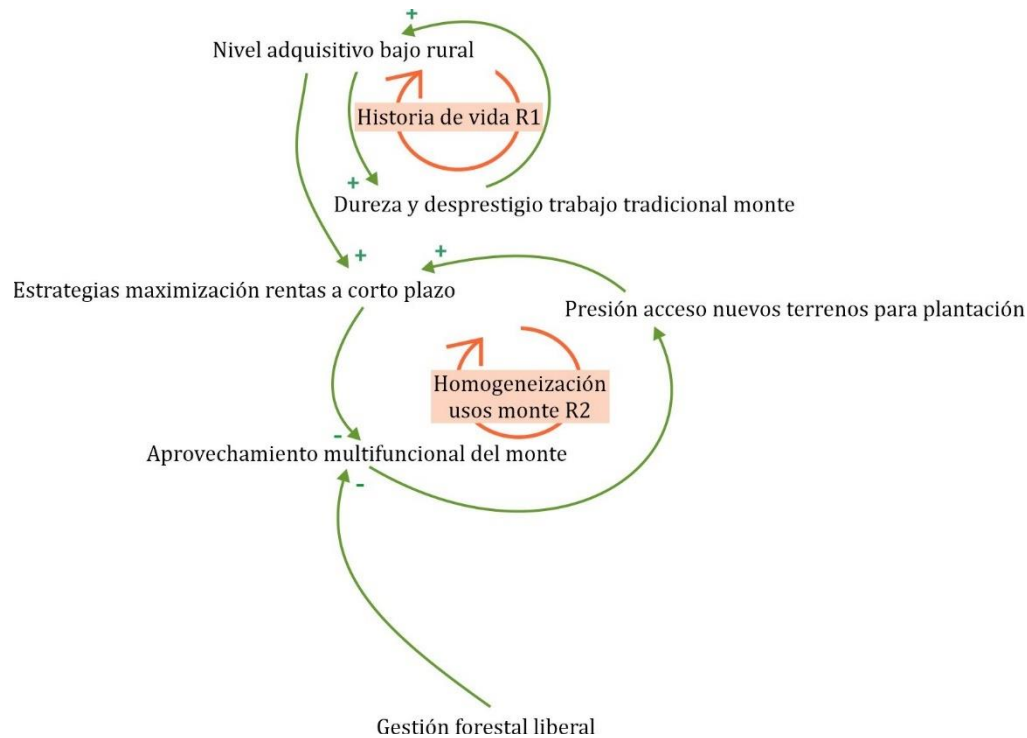 +
Nivel adquisitivo bajo rural
Historia de vida R1
+
Dureza y desprestigio trabajo tradicional monte
+
+
Estrategias maximización rentas a corto plazo
Presión acceso nuevos terrenos para plantación
Homogeneización
usos monte R2
-
Aprovechamiento multifuncional del monte
-
Gestión forestal liberal